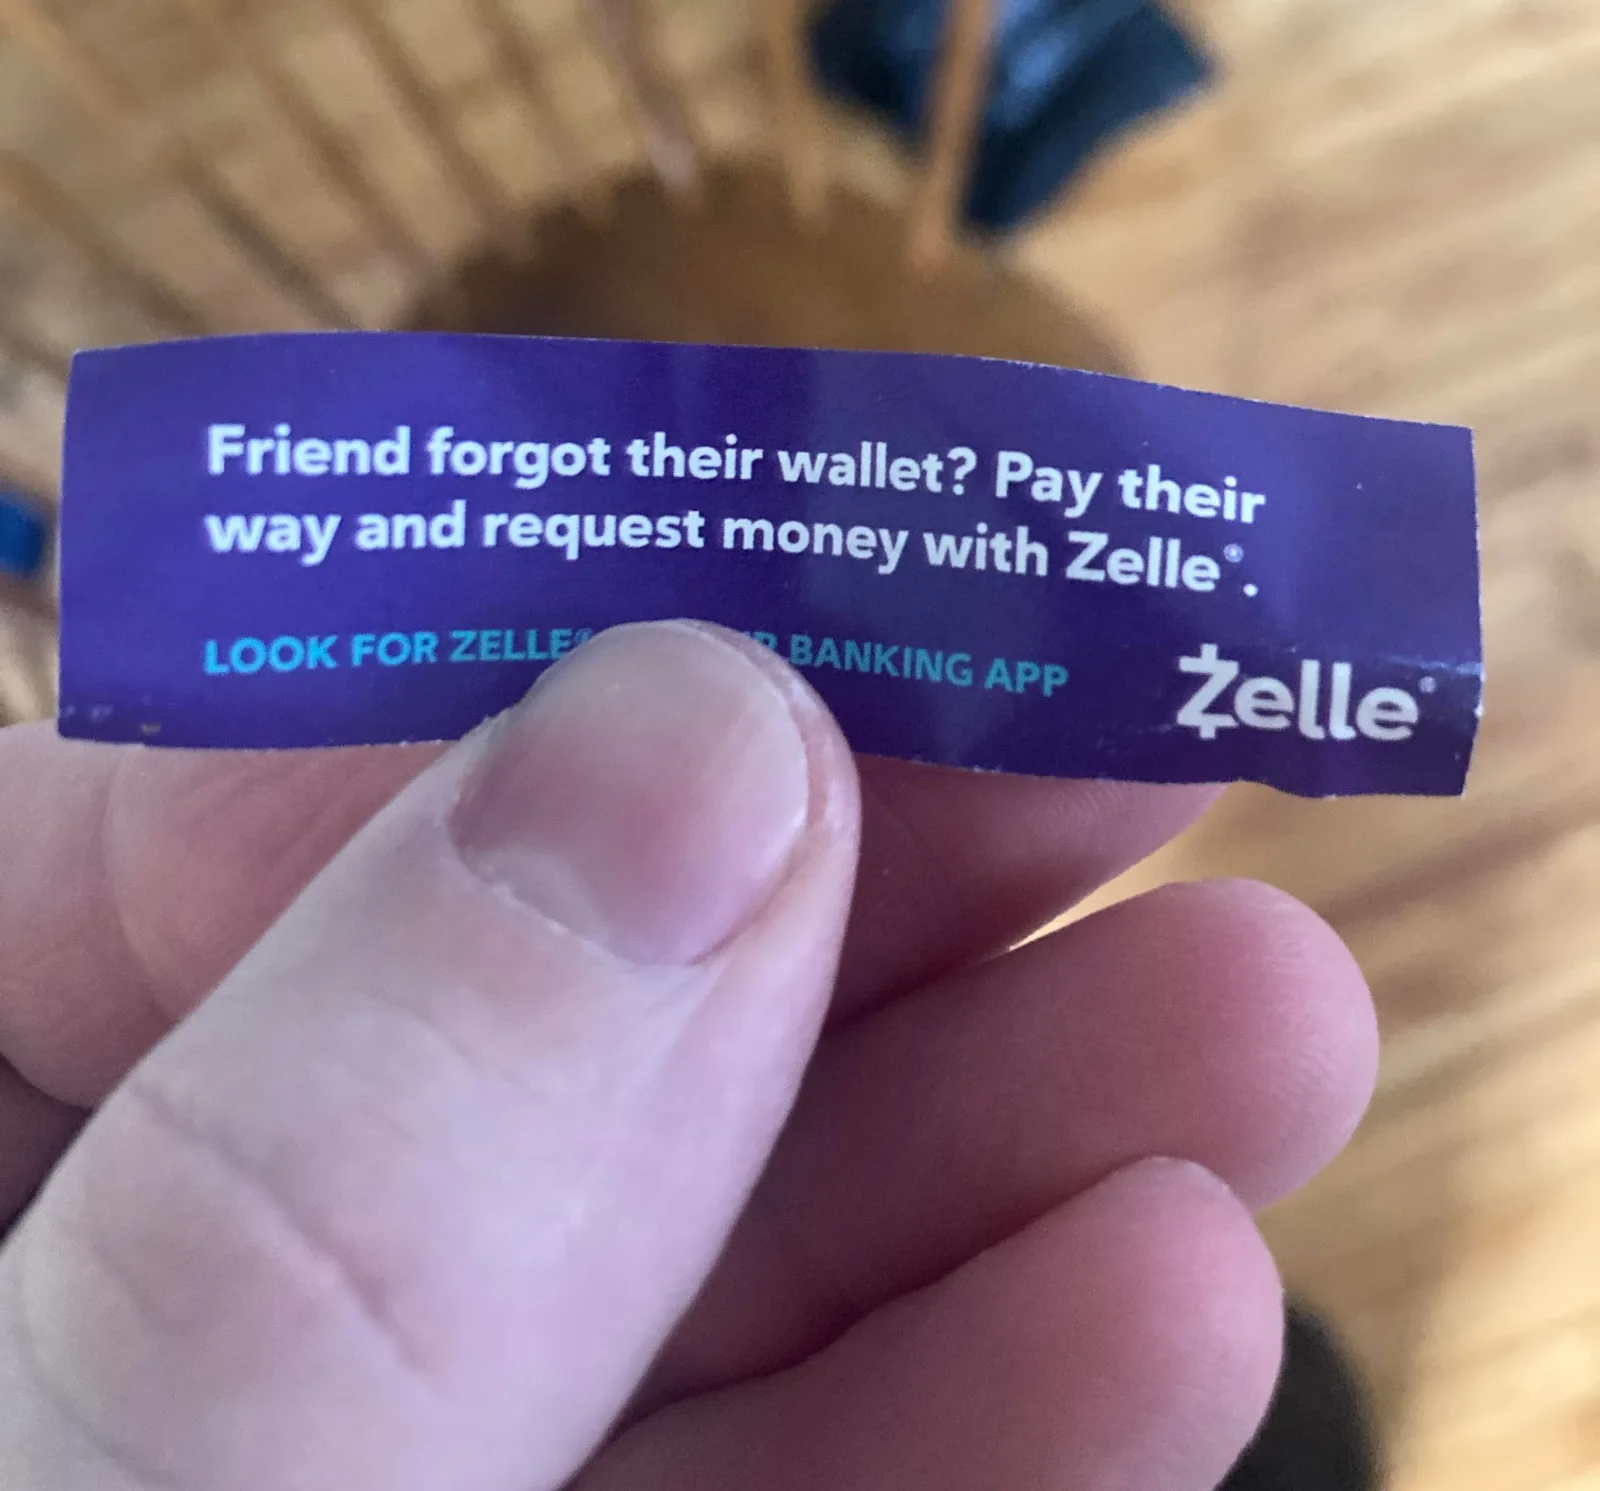 Friend forgot their wallet? Pay their
way and request money with Zelle®.
LOOK FOR ZELLE® BANKING APP
Zelle®